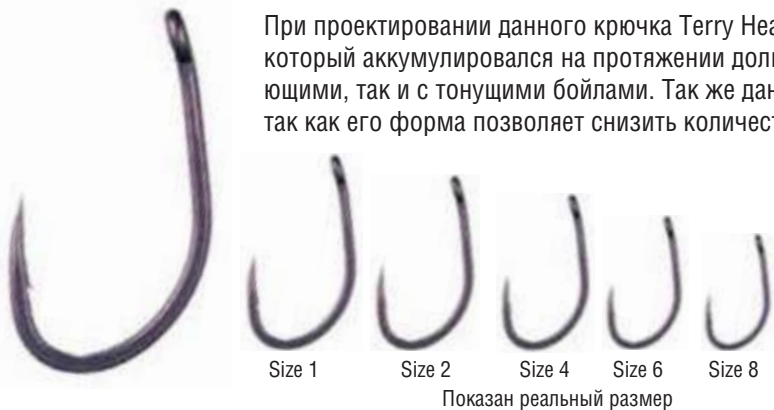 При проектировании данного крючка Terry Hea
который аккумулировался на протяжении дол
ющими, так и с тонущими бойлами. Так же дан
так как его форма позволяет снизить количес
Size 1 Size 2 Size 4 Size 6 Size 8
Показан реальный размер